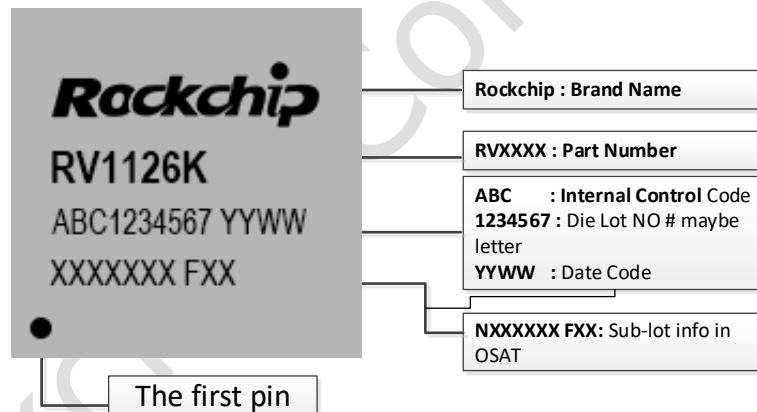 Rockchip
RV1126K
ABC1234567 YYWW
XXXXXXX FXX
Rockchip : Brand Name
RVXXXX : Part Number
ABC : Internal Control Code
1234567 : Die Lot NO # maybe
letter
YYWW : Date Code
NXXXXXX FXX: Sub-lot info in
OSAT
The first pin